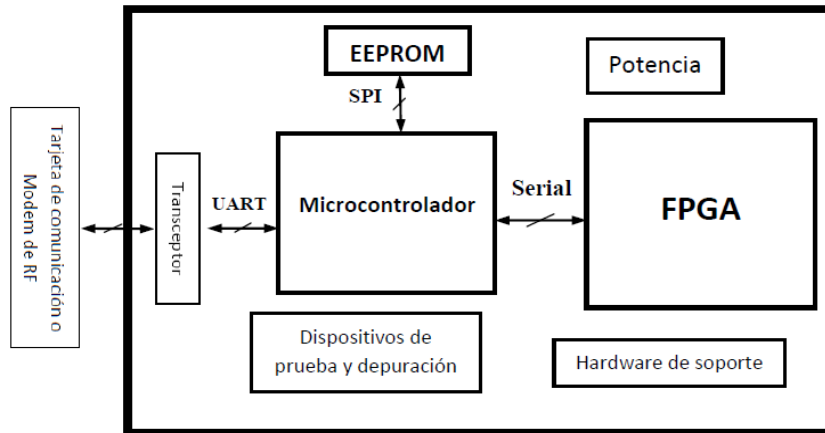 EEPROM
Potencia
SPI
Tarjeta de comunicación o
Modem de RF
Transceptor
UART
Microcontrolador
Serial
FPGA
Dispositivos de
prueba y depuración
Hardware de soporte